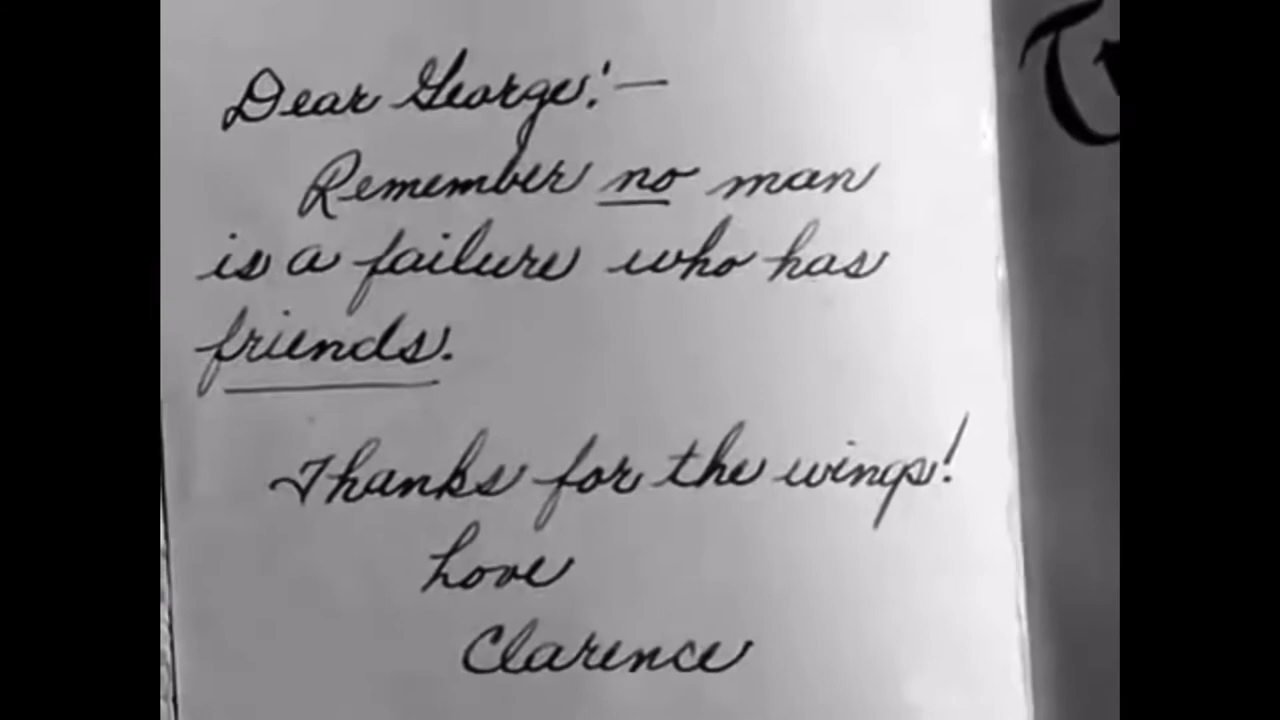 Dear George:—
Remember no man
is a failure who has
friends.
Thanks for the wings!
Love
Clarence